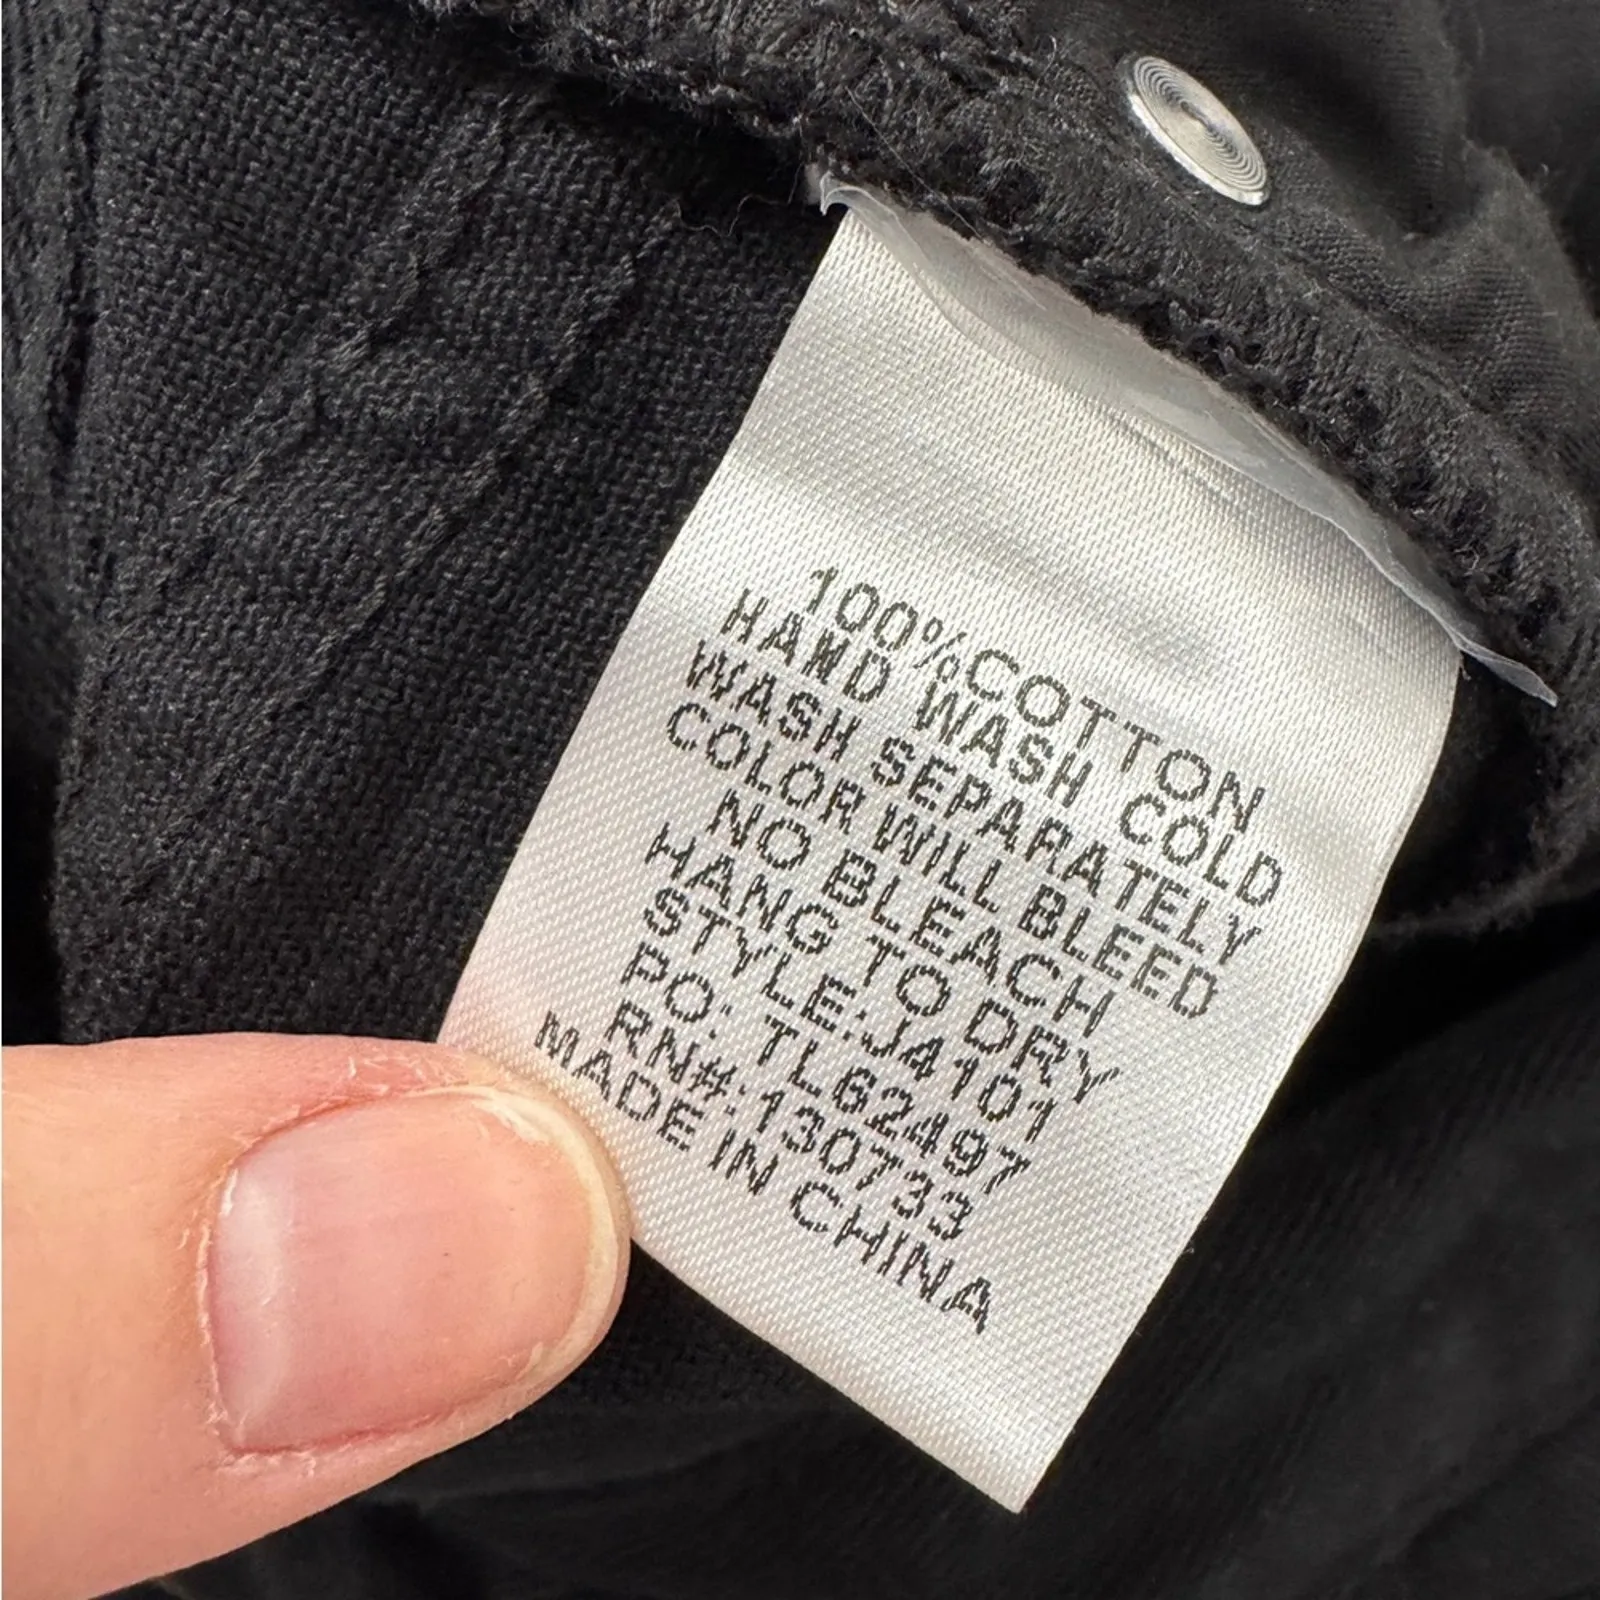 100%COTTON
HAND WASH COLD
WASH SEPARATELY
COLOR WILL BLEED
NO BLEACH
HANG TO DRY
STYLE:J4101
PO: TL62497
RN#:130733
MADE IN CHINA